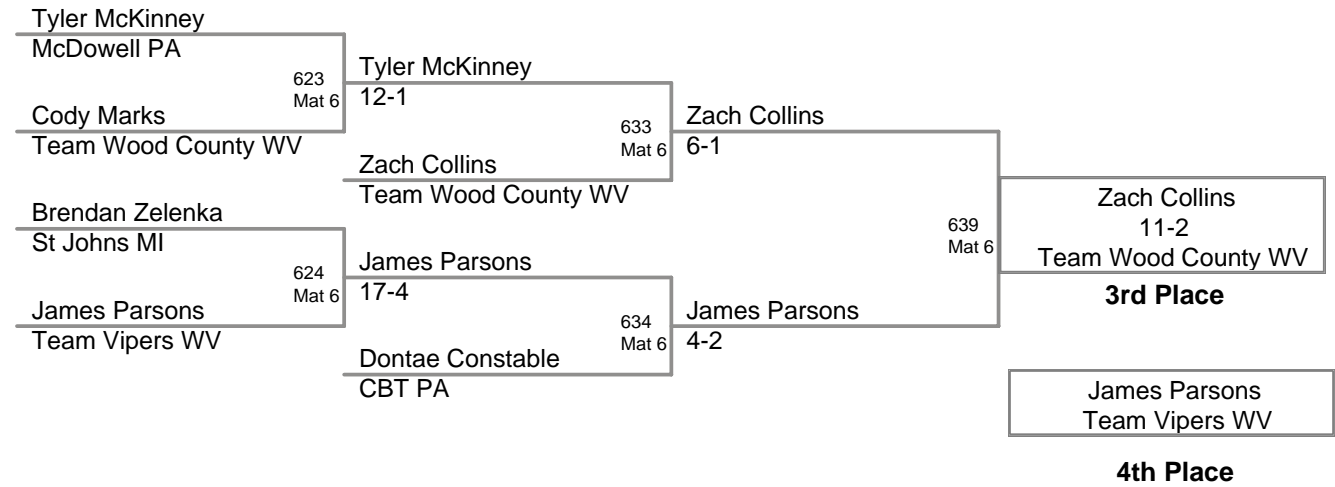 Tyler McKinney
McDowell PA
623
Mat 6
Cody Marks
Team Wood County WV
Tyler McKinney
12-1
633
Mat 6
Zach Collins
Team Wood County WV
Zach Collins
6-1
Brendan Zelenka
St Johns MI
624
Mat 6
James Parsons
Team Vipers WV
James Parsons
17-4
634
Mat 6
Dontae Constable
CBT PA
James Parsons
4-2
639
Mat 6
Zach Collins
11-2
Team Wood County WV
3rd Place
James Parsons
Team Vipers WV
4th Place